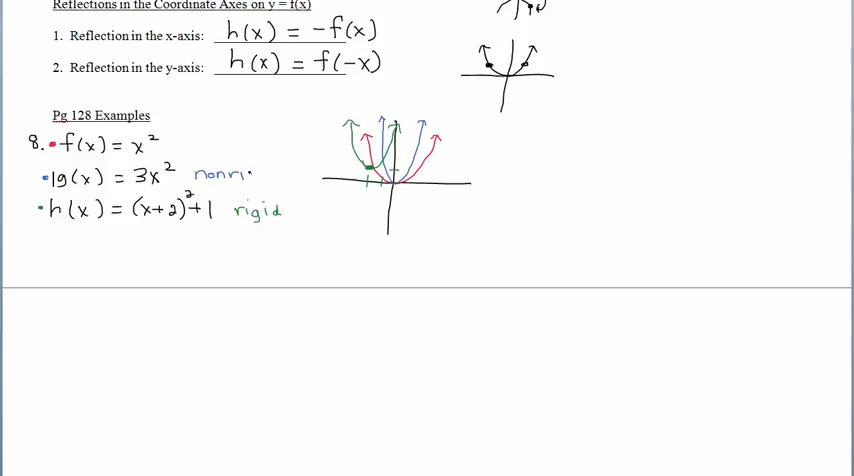 Reflections in the Coordinate Axes on y = f(x)
1. Reflection in the x-axis: h(x) = -f(x)
2. Reflection in the y-axis: h(x) = f(-x)
Pg 128 Examples
8. f(x) = x²
g(x) = 3x² nonri
h(x) = (x+2)² + 1 rigid